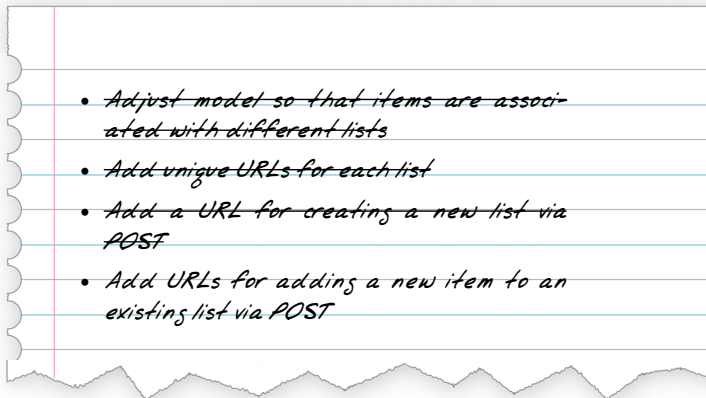 • Adjust model so that items are associ-
ated with different lists
• Add unique URLs for each list
• Add a URL for creating a new list via
POST
• Add URLs for adding a new item to an
existing list via POST